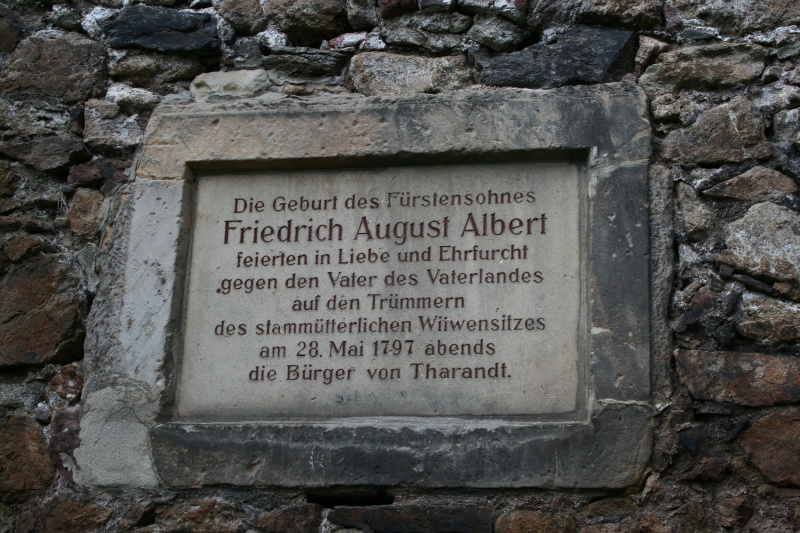 Die Geburt des Fürstensohnes
Friedrich August Albert
feierten in Liebe und Ehrfurcht
gegen den Vater des Vaterlandes
auf den Trümmern
des stammütterlichen Witwensitzes
am 28. Mai 1797 abends
die Bürger von Tharandt.